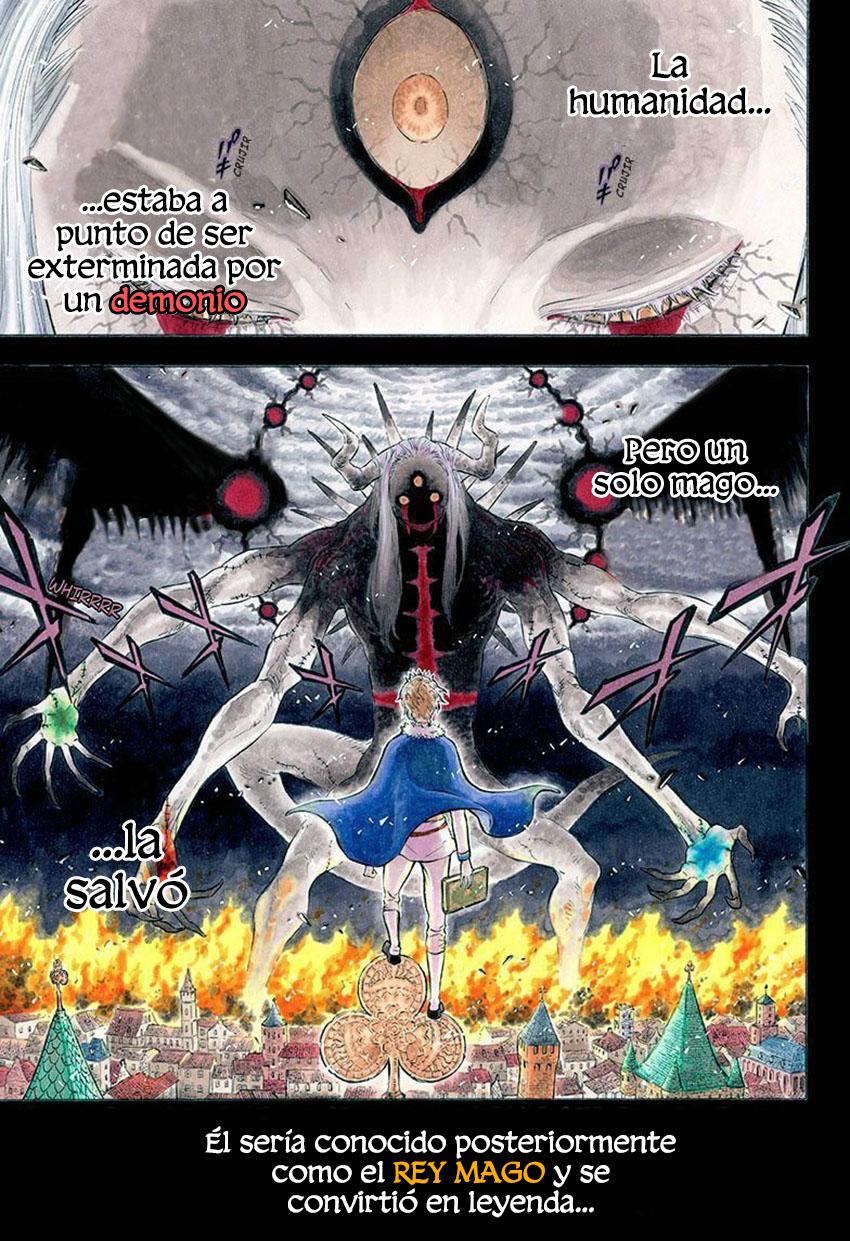 La
humanidad...
...estaba a
punto de ser
exterminada por
un demonio
CRUJIR
CRUJIR
Pero un
solo mago...
WHIRRRR
...la
salvó
Él sería conocido posteriormente
como el REY MAGO y se
convirtió en leyenda...